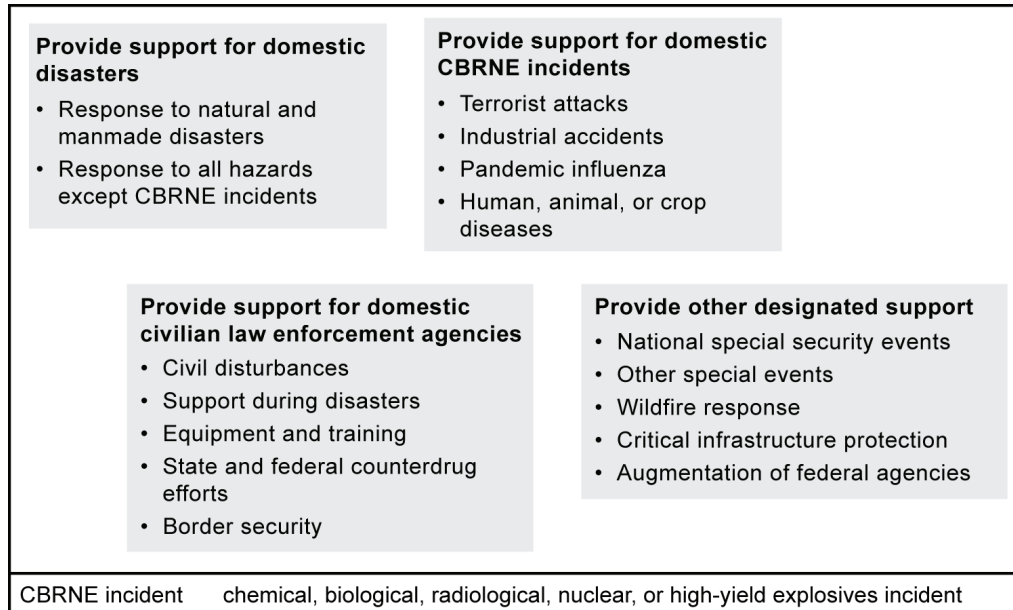 Provide support for domestic
disasters
• Response to natural and
manmade disasters
• Response to all hazards
except CBRNE incidents
Provide support for domestic
CBRNE incidents
• Terrorist attacks
• Industrial accidents
• Pandemic influenza
• Human, animal, or crop
diseases
Provide support for domestic
civilian law enforcement agencies
• Civil disturbances
• Support during disasters
• Equipment and training
• State and federal counterdrug
efforts
• Border security
Provide other designated support
• National special security events
• Other special events
• Wildfire response
• Critical infrastructure protection
• Augmentation of federal agencies
CBRNE incident chemical, biological, radiological, nuclear, or high-yield explosives incident